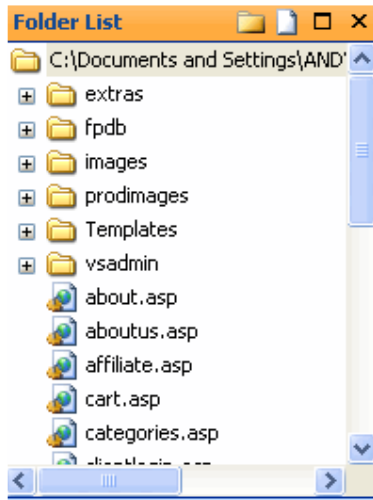 Folder List
C:\Documents and Settings\AND'
extras
fpdb
images
prodimages
Templates
vsadmin
about.asp
aboutus.asp
affiliate.asp
cart.asp
categories.asp